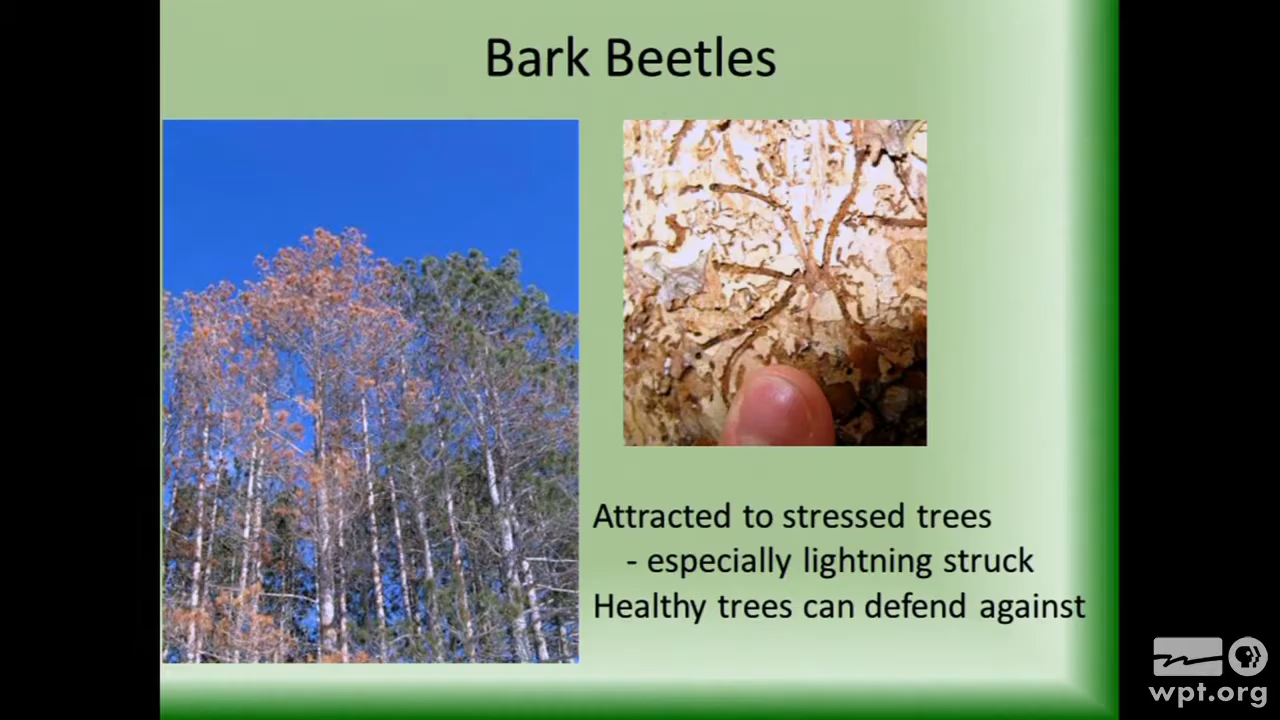 Bark Beetles
Attracted to stressed trees
- especially lightning struck
Healthy trees can defend against
wpt.org